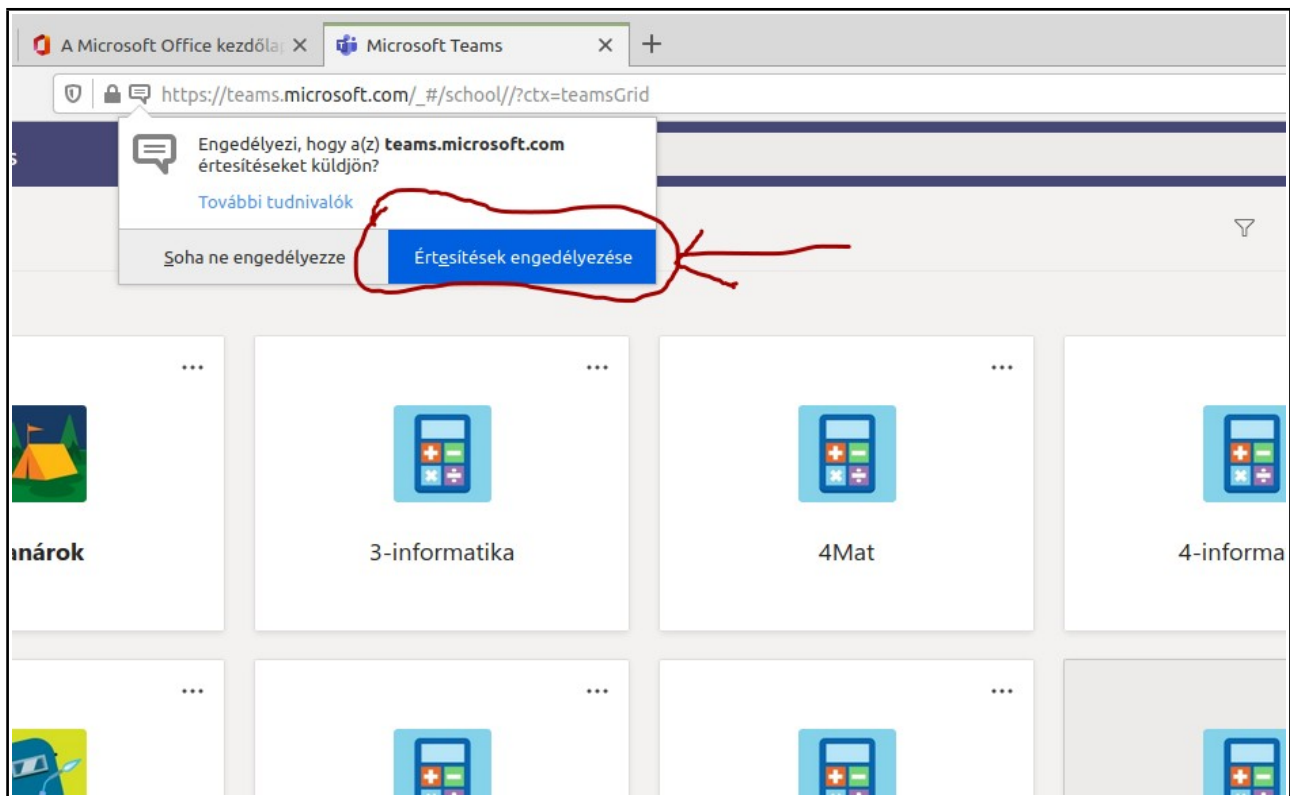 A Microsoft Office kezdőla
Microsoft Teams
https://teams.microsoft.com/_#/school//?ctx=teamsGrid
s
Engedélyezi, hogy a(z) teams.microsoft.com
értesítéseket küldjön?
További tudnivalók
Soha ne engedélyezze
Értesítések engedélyezése
anárok
3-informatika
4Mat
4-informa